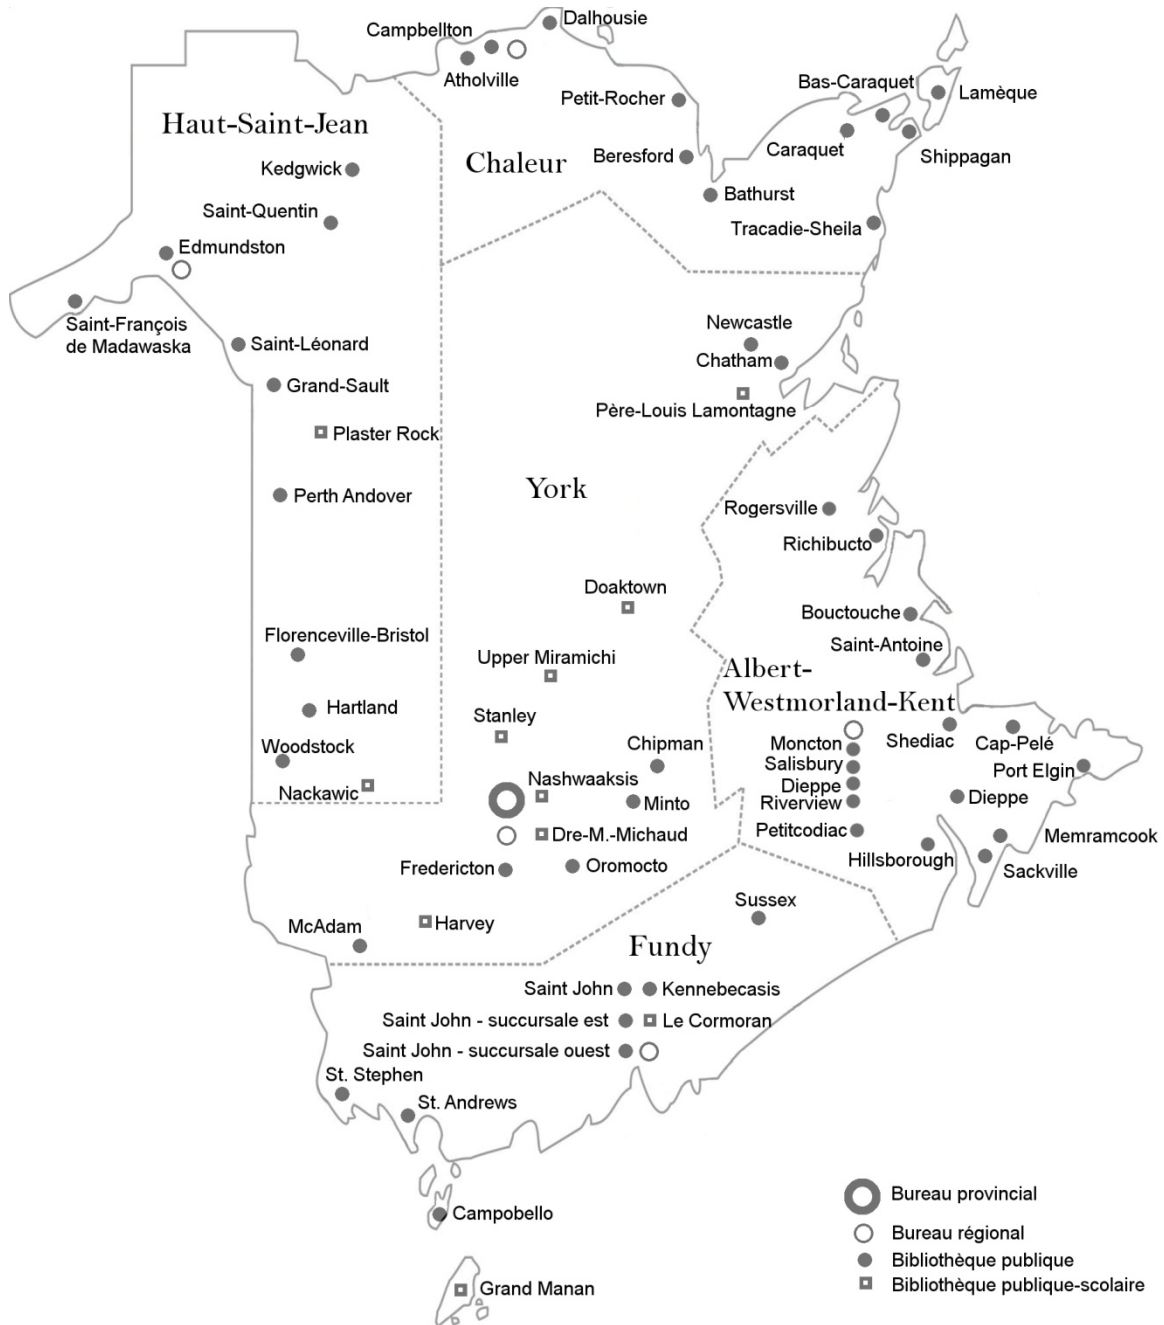 Dalhousie
Campbellton
Atholville
Bas-Caraquet
Lamèque
Petit-Rocher
Haut-Saint-Jean
Caraquet
Shippagan
Beresford
Chaleur
Kedgwick
Bathurst
Saint-Quentin
Tracadie-Sheila
Edmundston
Saint-François
de Madawaska
Newcastle
Saint-Léonard
Chatham
Grand-Sault
Père-Louis Lamontagne
Plaster Rock
York
Perth Andover
Rogersville
Richibucto
Doaktown
Bouctouche
Florenceville-Bristol
Saint-Antoine
Upper Miramichi
Albert-
Westmorland-Kent
Hartland
Stanley
Shediac
Cap-Pelé
Woodstock
Chipman
Moncton
Salisbury
Port Elgin
Nashwaaksis
Dieppe
Nackawic
Minto
Riverview
Dieppe
Dre-M.-Michaud
Petitcodiac
Memramcook
Hillsborough
Fredericton
Oromocto
Sackville
Sussex
McAdam
Harvey
Fundy
Saint John
Kennebecasis
Saint John - succursale est
Le Cormoran
Saint John - succursale ouest
St. Stephen
St. Andrews
Bureau provincial
Campobello
Bureau régional
Bibliothèque publique
Grand Manan
Bibliothèque publique-scolaire